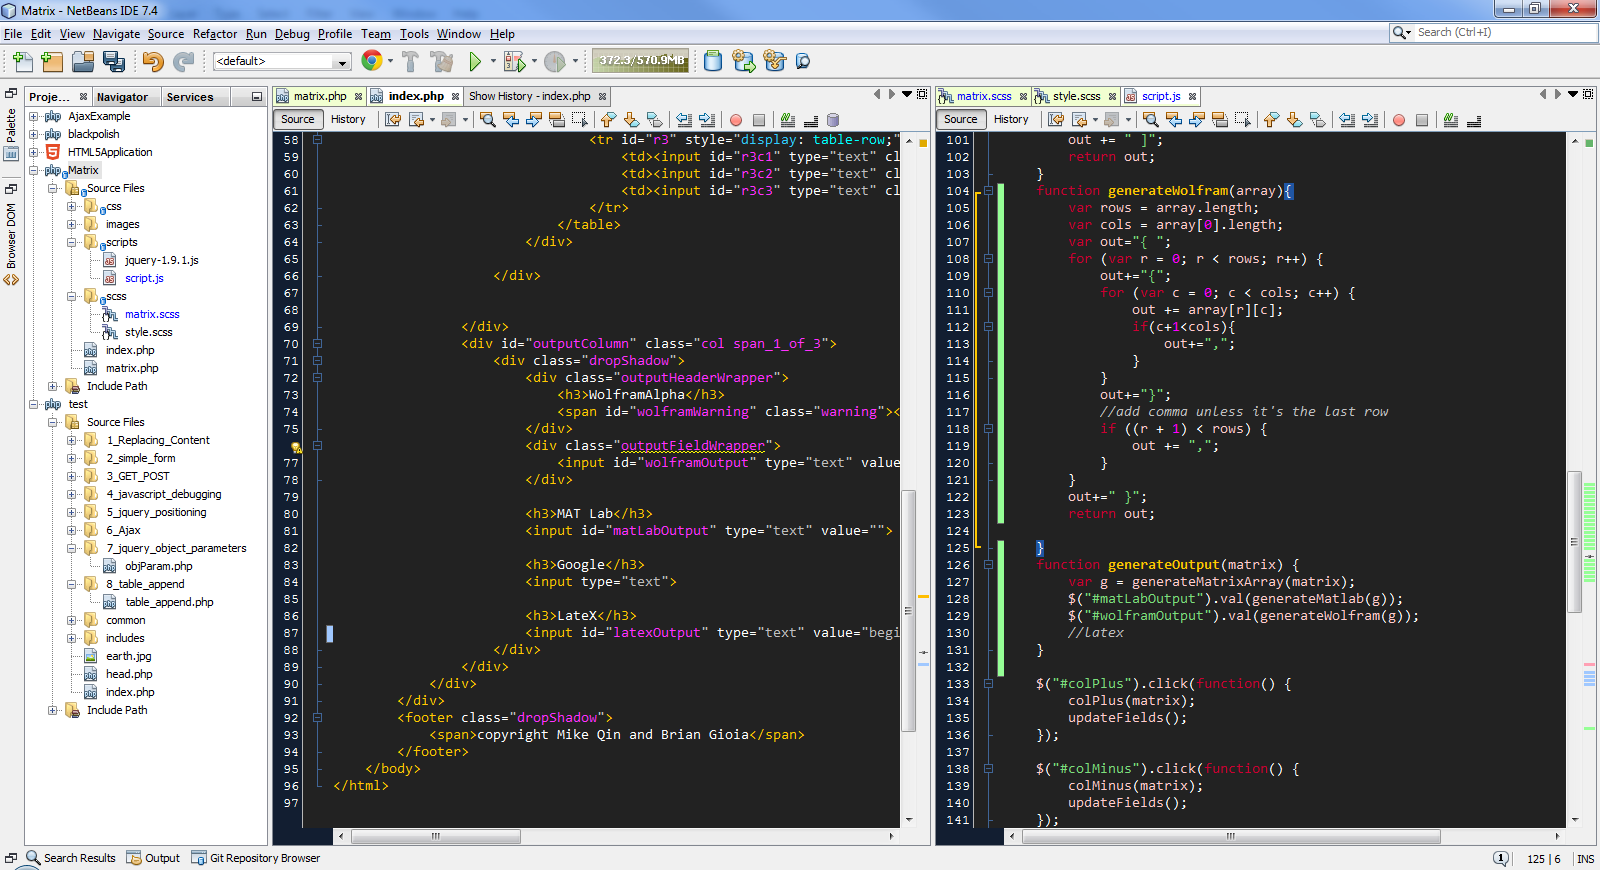 Matrix - NetBeans IDE 7.4
File Edit View Navigate Source Refactor Run Debug Profile Team Tools Window Help
Search (Ctrl+I)
<default>
372.3/570.9MB
Palette
Browser DOM
Proje... Navigator Services
AjaxExample
blackpolish
HTML5Application
Matrix
Source Files
css
images
scripts
jquery-1.9.1.js
script.js
scss
matrix.scss
style.scss
index.php
matrix.php
Include Path
test
Source Files
1_Replacing_Content
2_simple_form
3_GET_POST
4_javascript_debugging
5_jquery_positioning
6_Ajax
7_jquery_object_parameters
objParam.php
8_table_append
table_append.php
common
includes
earth.jpg
head.php
index.php
Include Path
matrix.php index.php Show History - index.php
Source History
58 <tr id="r3" style="display: table-row;"
59 <td><input id="r3c1" type="text" cl
60 <td><input id="r3c2" type="text" cl
61 <td><input id="r3c3" type="text" cl
62 </tr>
63 </table>
64 </div>
65
66 </div>
67
68
69 </div>
70 <div id="outputColumn" class="col span_1_of_3">
71 <div class="dropShadow">
72 <div class="outputHeaderWrapper">
73 <h3>WolframAlpha</h3>
74 <span id="wolframWarning" class="warning"><
75 </div>
<div class="outputFieldWrapper">
77 <input id="wolframOutput" type="text" value
78 </div>
79
80 <h3>MAT Lab</h3>
81 <input id="matLabOutput" type="text" value="">
82
83 <h3>Google</h3>
84 <input type="text">
85
86 <h3>LateX</h3>
87 <input id="latexOutput" type="text" value="begi
88 </div>
89 </div>
90 </div>
91 </div>
92 <footer class="dropShadow">
93 <span>copyright Mike Qin and Brian Gioia</span>
94 </footer>
95 </body>
96 </html>
97
matrix.scss style.scss script.js
Source History
101 out += " ]";
102 return out;
103 }
104 function generateWolfram(array){
105 var rows = array.length;
106 var cols = array[0].length;
107 var out="{ ";
108 for (var r = 0; r < rows; r++) {
109 out+="{";
110 for (var c = 0; c < cols; c++) {
111 out += array[r][c];
112 if(c+1<cols){
113 out+=",";
114 }
115 }
116 out+="}";
117 //add comma unless it's the last row
118 if ((r + 1) < rows) {
119 out += ",";
120 }
121 }
122 out+=" }";
123 return out;
124
125 }
126 function generateOutput(matrix) {
127 var g = generateMatrixArray(matrix);
128 $("#matLabOutput").val(generateMatlab(g));
129 $("#wolframOutput").val(generateWolfram(g));
130 //latex
131 }
132
133 $("#colPlus").click(function() {
134 colPlus(matrix);
135 updateFields();
136 });
137
138 $("#colMinus").click(function() {
139 colMinus(matrix);
140 updateFields();
141 });
Search Results Output Git Repository Browser
1 125 | 6 INS